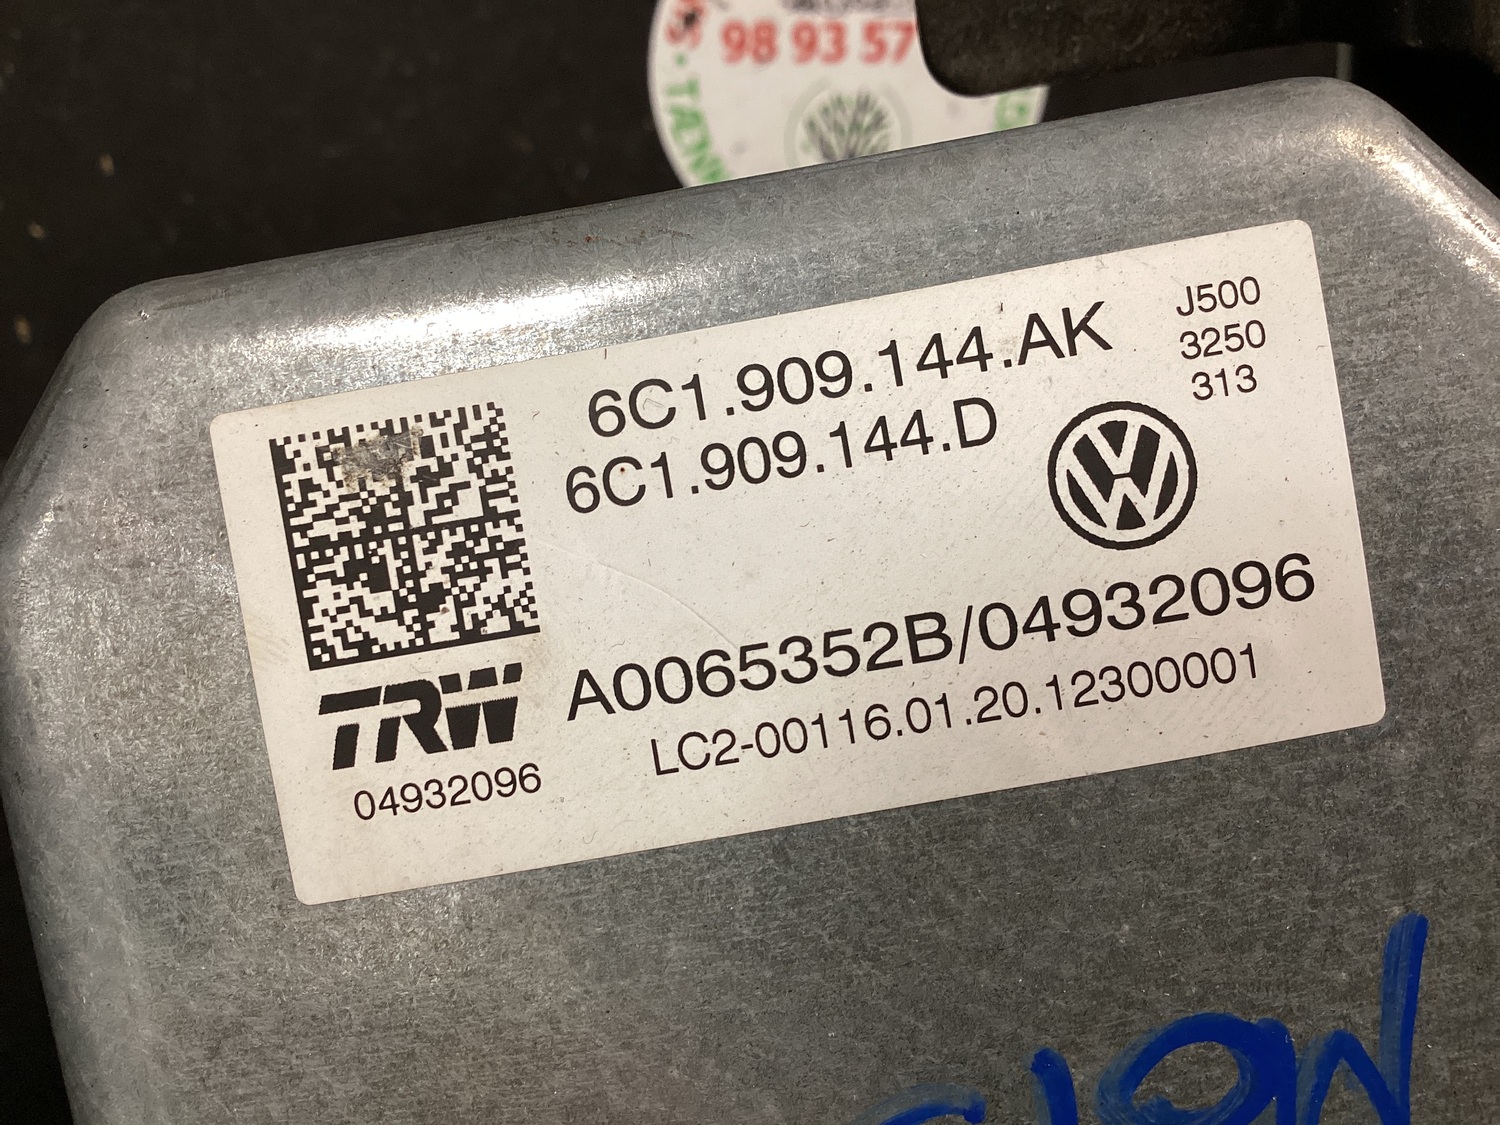 98 93 57
6C1.909.144.AK
6C1.909.144.D
J500
3250
313
A0065352B/04932096
LC2-00116.01.20.12300001
TRW
04932096